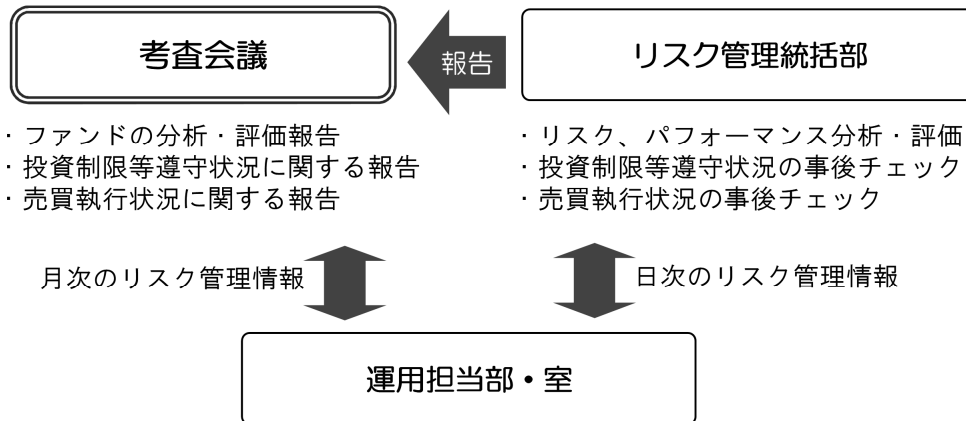 考査会議
報告
リスク管理統括部
・ファンドの分析・評価報告
・投資制限等遵守状況に関する報告
・売買執行状況に関する報告
・リスク、パフォーマンス分析・評価
・投資制限等遵守状況の事後チェック
・売買執行状況の事後チェック
月次のリスク管理情報
日次のリスク管理情報
運用担当部・室